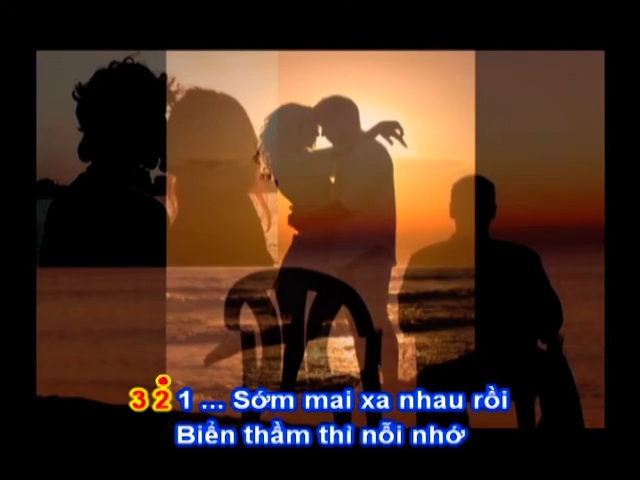 3 2 1 ... Sớm mai xa nhau rồi
Biển thầm thì nỗi nhớ